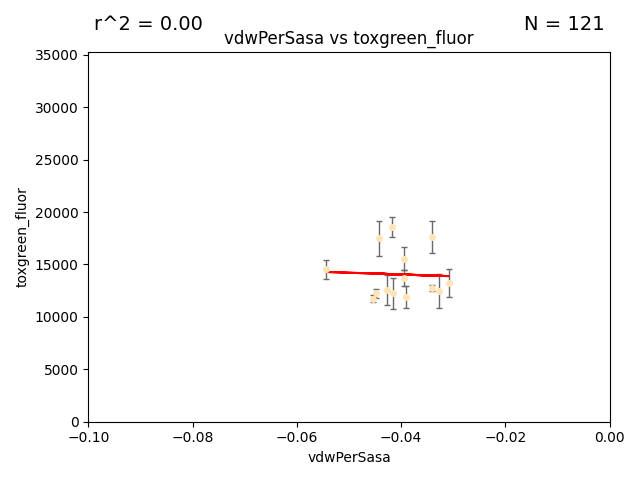 r^2 = 0.00
N = 121
vdwPerSasa vs toxgreen_fluor
35000
30000
25000
20000
15000
10000
5000
0
toxgreen_fluor
−0.10
−0.08
−0.06
−0.04
−0.02
0.00
vdwPerSasa